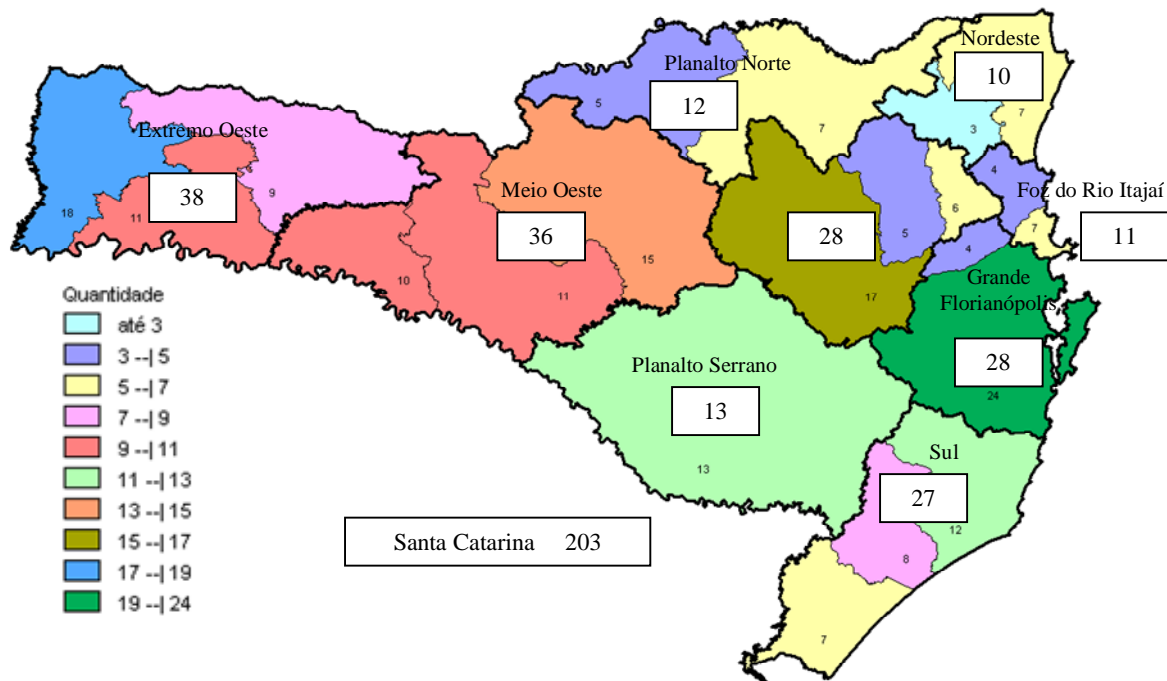 Nordeste
10
7
3
Planalto Norte
12
5
7
Extremo Oeste
38
18
11
9
Meio Oeste
36
10
11
15
28
5
6
17
Foz do Rio Itajaí
11
4
7
4
Grande
Florianópolis
28
24
Planalto Serrano
13
13
Sul
27
12
8
7
Santa Catarina 203
Quantidade
até 3
3 --| 5
5 --| 7
7 --| 9
9 --| 11
11 --| 13
13 --| 15
15 --| 17
17 --| 19
19 --| 24